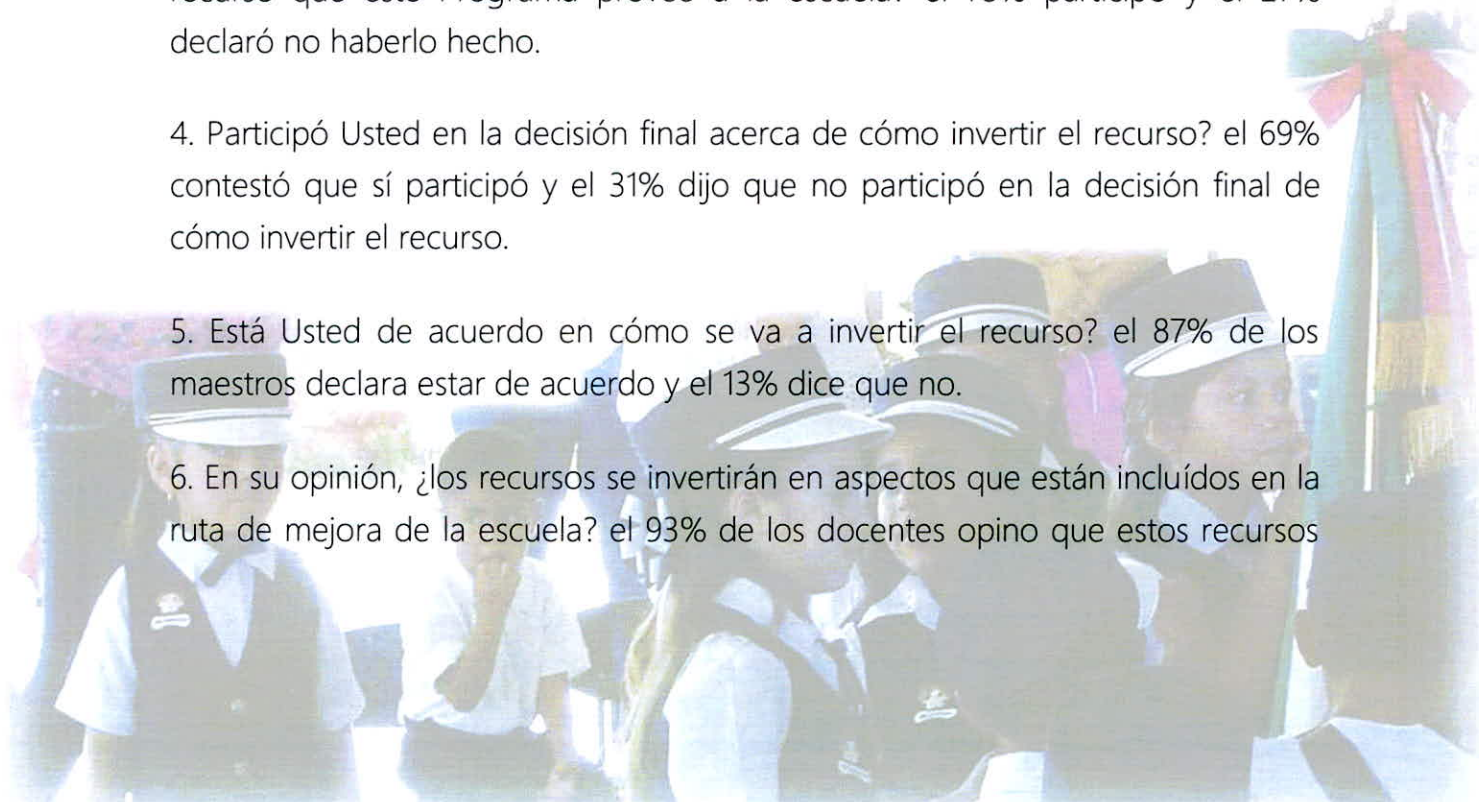 declaró no haberlo hecho.
4. Participó Usted en la decisión final acerca de cómo invertir el recurso? el 69%
contestó que sí participó y el 31% dijo que no participó en la decisión final de
cómo invertir el recurso.
5. Está Usted de acuerdo en cómo se va a invertir el recurso? el 87% de los
maestros declara estar de acuerdo y el 13% dice que no.
6. En su opinión, ¿los recursos se invertirán en aspectos que están incluídos en la
ruta de mejora de la escuela? el 93% de los docentes opino que estos recursos